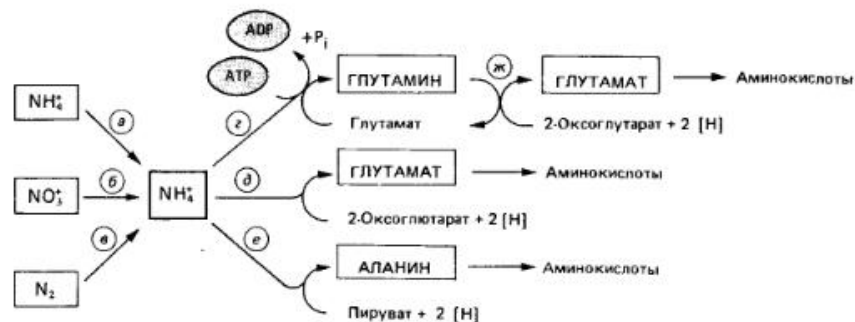 ADP
+Pi
ATP
ГПУТАМИН
ж
ГЛУТАМАТ
Аминокислоты
NH₄⁺
а
г
Глутамат
2-Оксоглутарат + 2 [H]
NO₃⁺
б
NH₄⁺
д
ГЛУТАМАТ
Аминокислоты
2-Оксоглютарат + 2 [H]
в
е
N₂
АЛАНИН
Аминокислоты
Пируват + 2 [H]